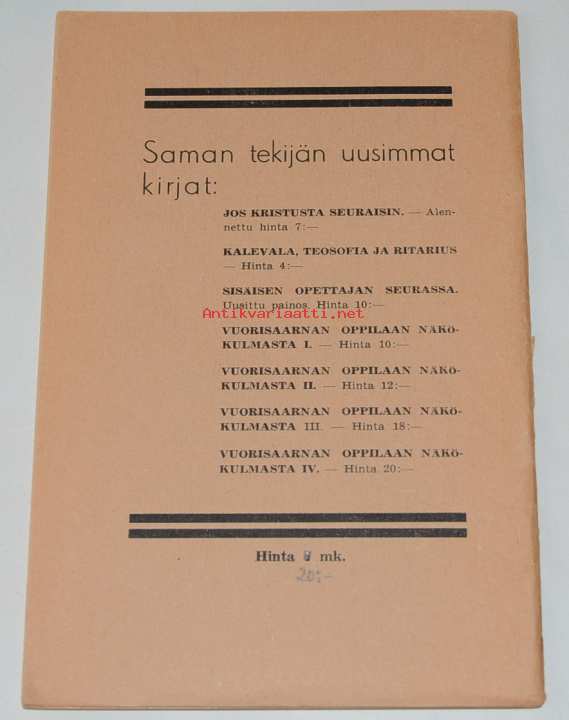 Saman tekijän uusimmat
kirjat:
JOS KRISTUSTA SEURAISIN. — Alen-
nettu hinta 7:—
KALEVALA, TEOSOFIA JA RITARIUS
— Hinta 4:—
SISÄISEN OPETTAJAN SEURASSA.
Uusittu painos. Hinta 10:—
Antikvariaatti.net
VUORISAARNAN OPPILAAN NÄKÖ-
KULMASTA I. — Hinta 10:—
VUORISAARNAN OPPILAAN NÄKÖ-
KULMASTA II. — Hinta 12:—
VUORISAARNAN OPPILAAN NÄKÖ-
KULMASTA III. — Hinta 18:—
VUORISAARNAN OPPILAAN NÄKÖ-
KULMASTA IV. — Hinta 20:—
Hinta mk.
20:-